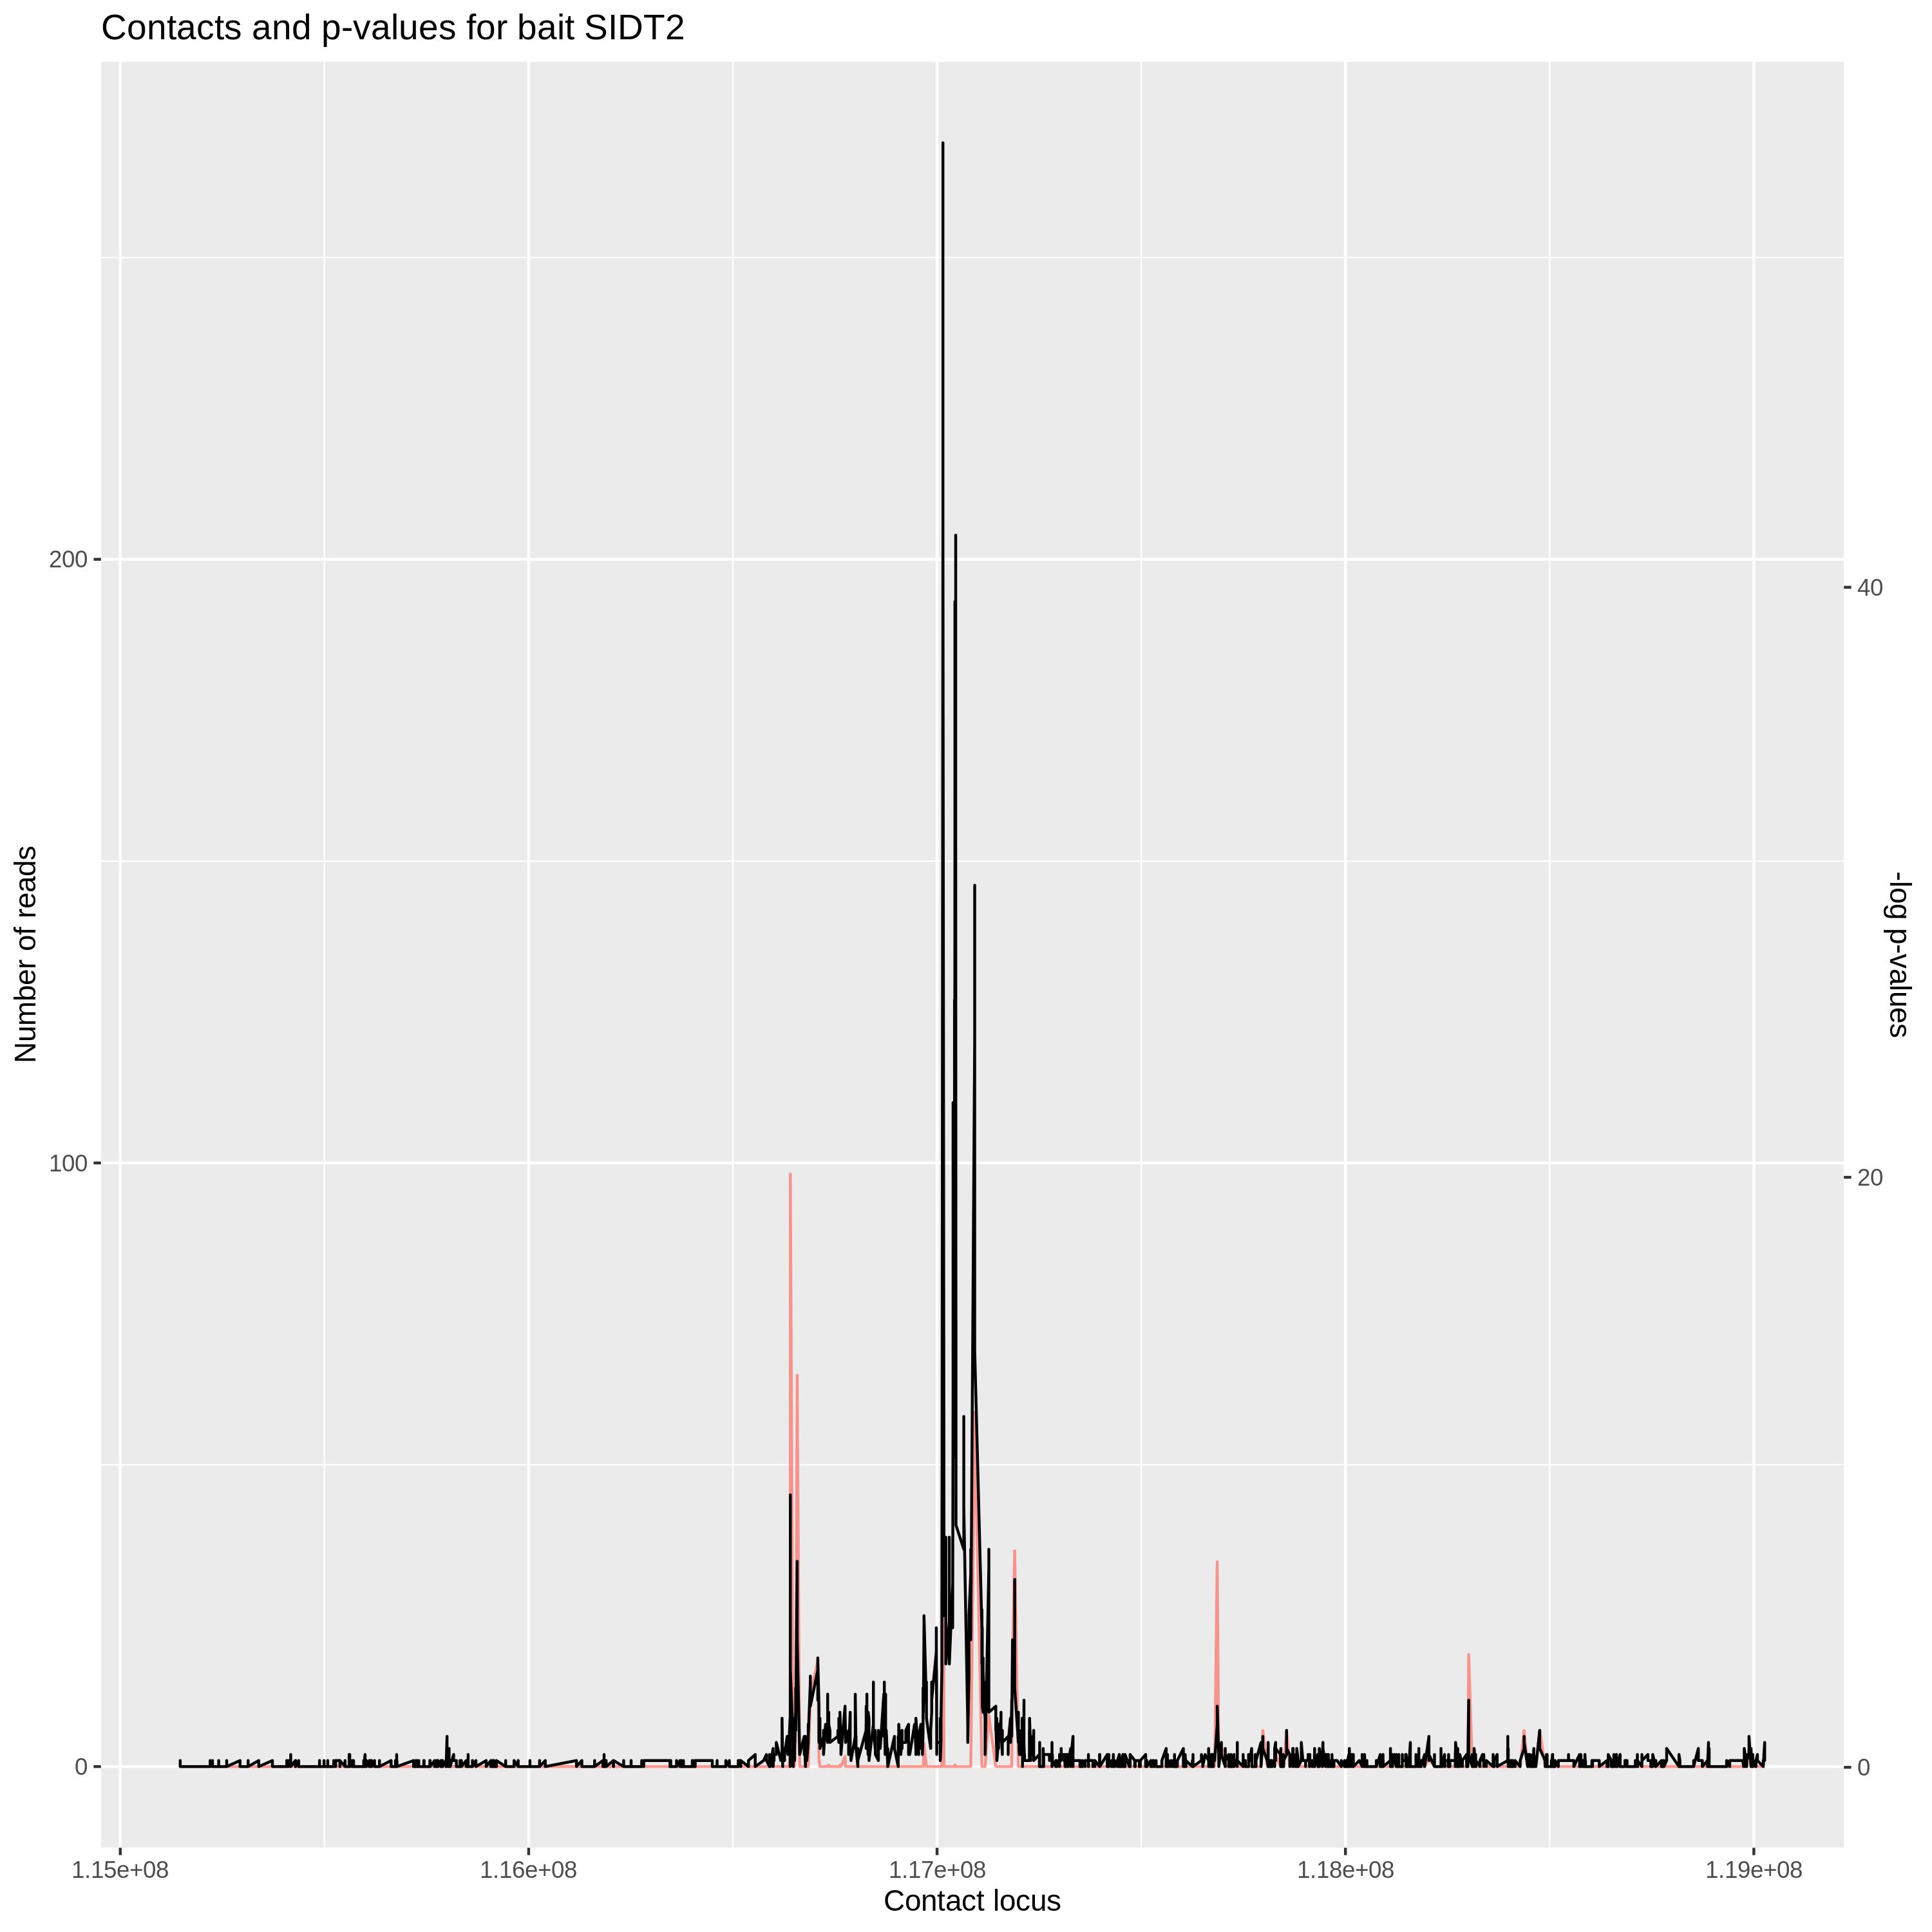 Contacts and p-values for bait SIDT2
Number of reads
200
100
0
40
20
0
-log p-values
1.15e+08
1.16e+08
1.17e+08
1.18e+08
1.19e+08
Contact locus